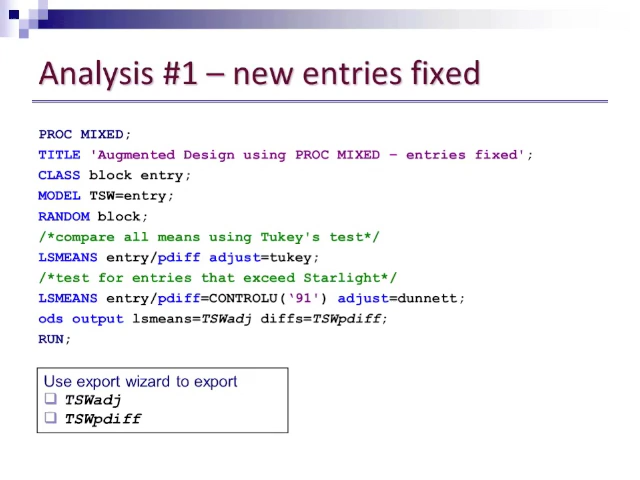 Analysis #1 – new entries fixed
PROC MIXED;
TITLE 'Augmented Design using PROC MIXED – entries fixed';
CLASS block entry;
MODEL TSW=entry;
RANDOM block;
/*compare all means using Tukey's test*/
LSMEANS entry/pdiff adjust=tukey;
/*test for entries that exceed Starlight*/
LSMEANS entry/pdiff=CONTROLU(‘91') adjust=dunnett;
ods output lsmeans=TSWadj diffs=TSWpdiff;
RUN;
Use export wizard to export
❑ TSWadj
❑ TSWpdiff